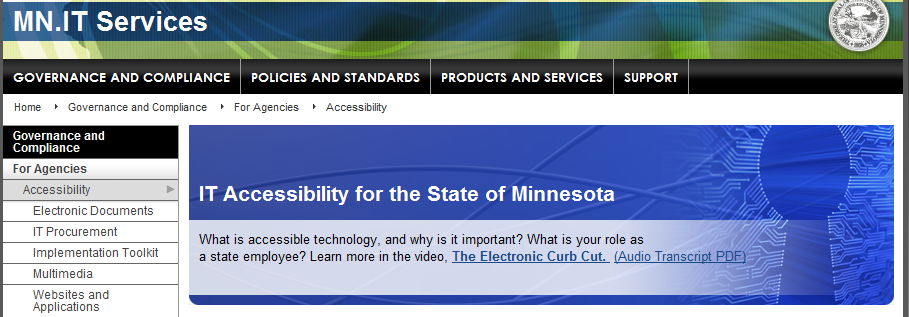 MN.IT Services
GOVERNANCE AND COMPLIANCE
POLICIES AND STANDARDS
PRODUCTS AND SERVICES
SUPPORT
Home
Governance and Compliance
For Agencies
Accessibility
Governance and
Compliance
For Agencies
Accessibility
Electronic Documents
IT Procurement
Implementation Toolkit
Multimedia
Websites and
Applications
IT Accessibility for the State of Minnesota
What is accessible technology, and why is it important? What is your role as
a state employee? Learn more in the video, The Electronic Curb Cut. (Audio Transcript PDF)